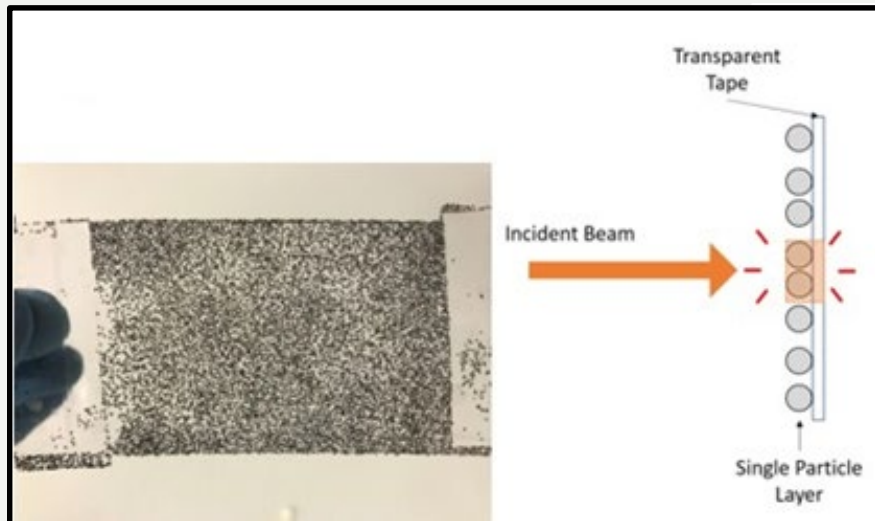 Transparent
Tape
Incident Beam
Single Particle
Layer